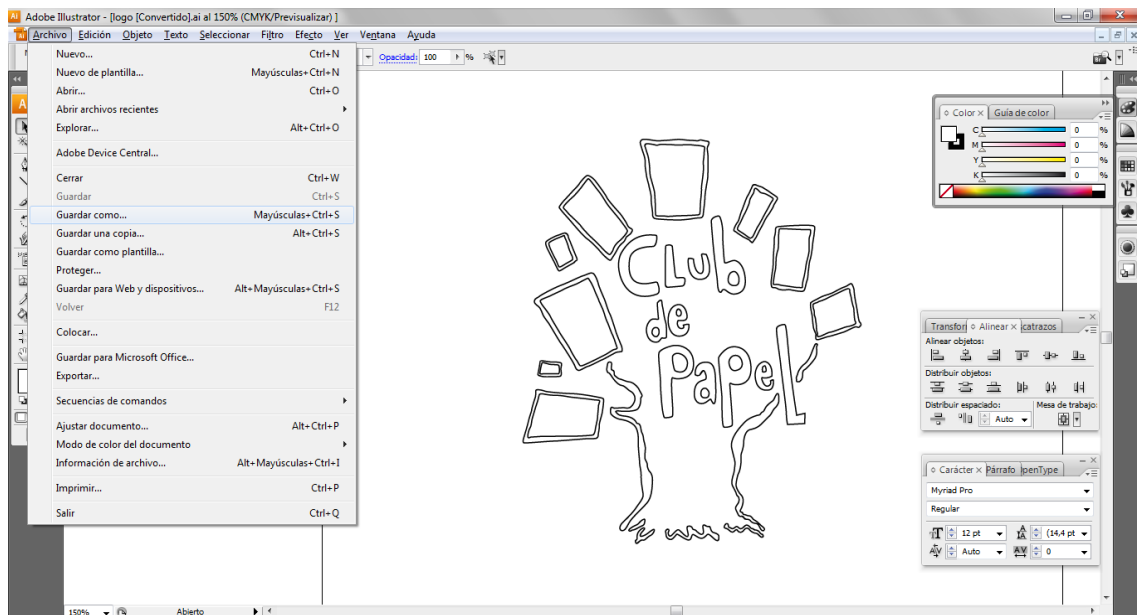 Adobe Illustrator - [logo [Convertido].ai al 150% (CMYK/Previsualizar) ]
Archivo Edición Objeto Texto Seleccionar Filtro Efecto Ver Ventana Ayuda
Opacidad: 100 %
Nuevo... Ctrl+N
Nuevo de plantilla... Mayúsculas+Ctrl+N
Abrir... Ctrl+O
Abrir archivos recientes
Explorar... Alt+Ctrl+O
Adobe Device Central...
Cerrar Ctrl+W
Guardar Ctrl+S
Guardar como... Mayúsculas+Ctrl+S
Guardar una copia... Alt+Ctrl+S
Guardar como plantilla...
Proteger...
Guardar para Web y dispositivos... Alt+Mayúsculas+Ctrl+S
Volver F12
Colocar...
Guardar para Microsoft Office...
Exportar...
Secuencias de comandos
Ajustar documento... Alt+Ctrl+P
Modo de color del documento
Información de archivo... Alt+Mayúsculas+Ctrl+I
Imprimir... Ctrl+P
Salir Ctrl+Q
Club
de
Papel
Color Guía de color
C 0 %
M 0 %
Y 0 %
K 0 %
Transfor Alinear catrazos
Alinear objetos:
Distribuir objetos:
Distribuir espaciado: Mesa de trabajo:
Auto
Carácter Párrafo penType
Myriad Pro
Regular
12 pt (14,4 pt
Auto 0
150% Abierto